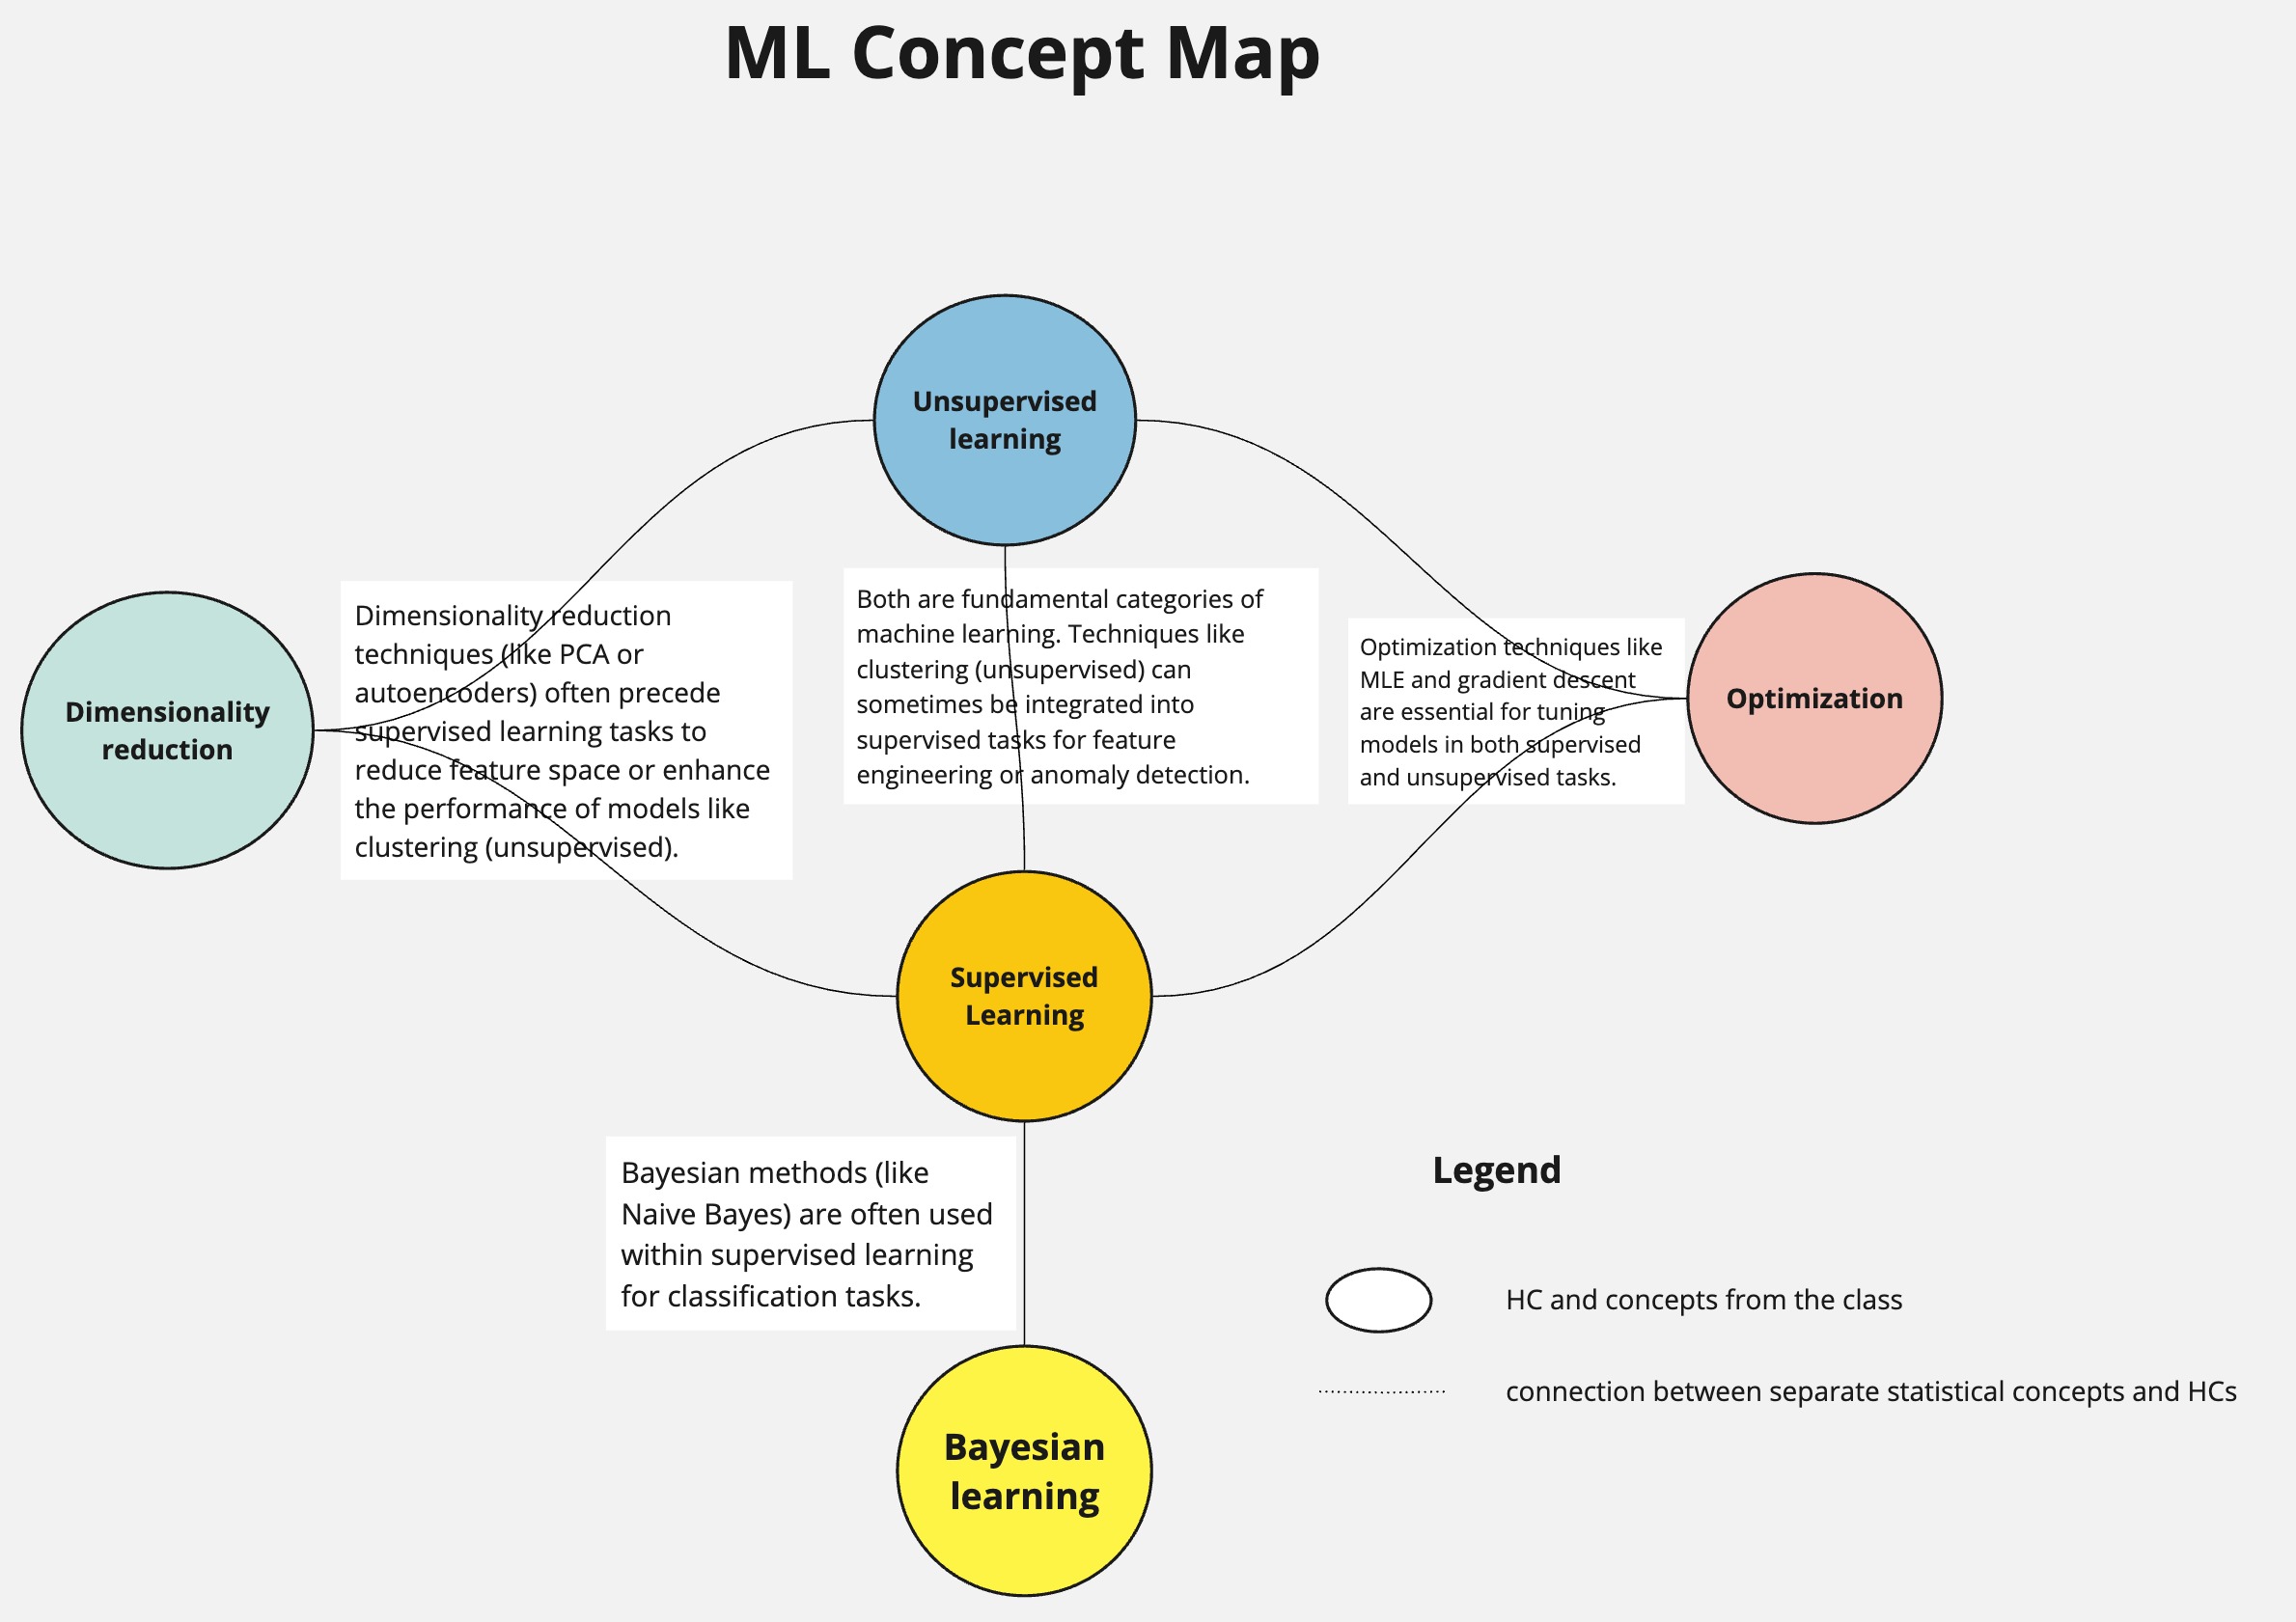 ML Concept Map
Unsupervised
learning
Dimensionality reduction
techniques (like PCA or
autoencoders) often precede
supervised learning tasks to
reduce feature space or enhance
the performance of models like
clustering (unsupervised).
Both are fundamental categories of
machine learning. Techniques like
clustering (unsupervised) can
sometimes be integrated into
supervised tasks for feature
engineering or anomaly detection.
Optimization techniques like
MLE and gradient descent
are essential for tuning
models in both supervised
and unsupervised tasks.
Dimensionality
reduction
Optimization
Supervised
Learning
Bayesian methods (like
Naive Bayes) are often used
within supervised learning
for classification tasks.
Legend
HC and concepts from the class
connection between separate statistical concepts and HCs
Bayesian
learning